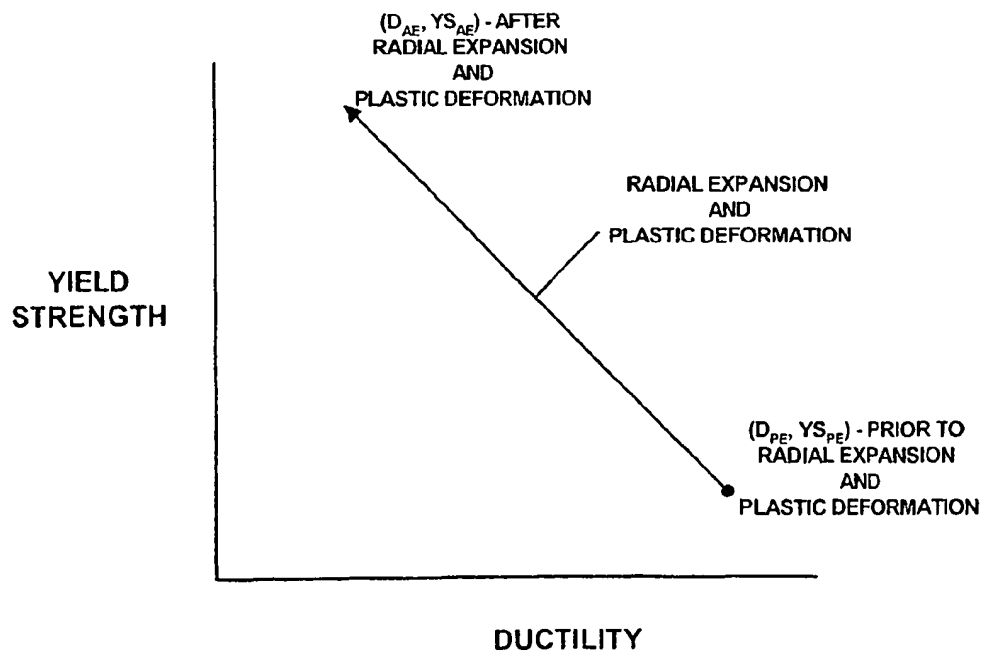 (D_AE, YS_AE) - AFTER
RADIAL EXPANSION
AND
PLASTIC DEFORMATION
RADIAL EXPANSION
AND
PLASTIC DEFORMATION
YIELD
STRENGTH
(D_PE, YS_PE) - PRIOR TO
RADIAL EXPANSION
AND
PLASTIC DEFORMATION
DUCTILITY